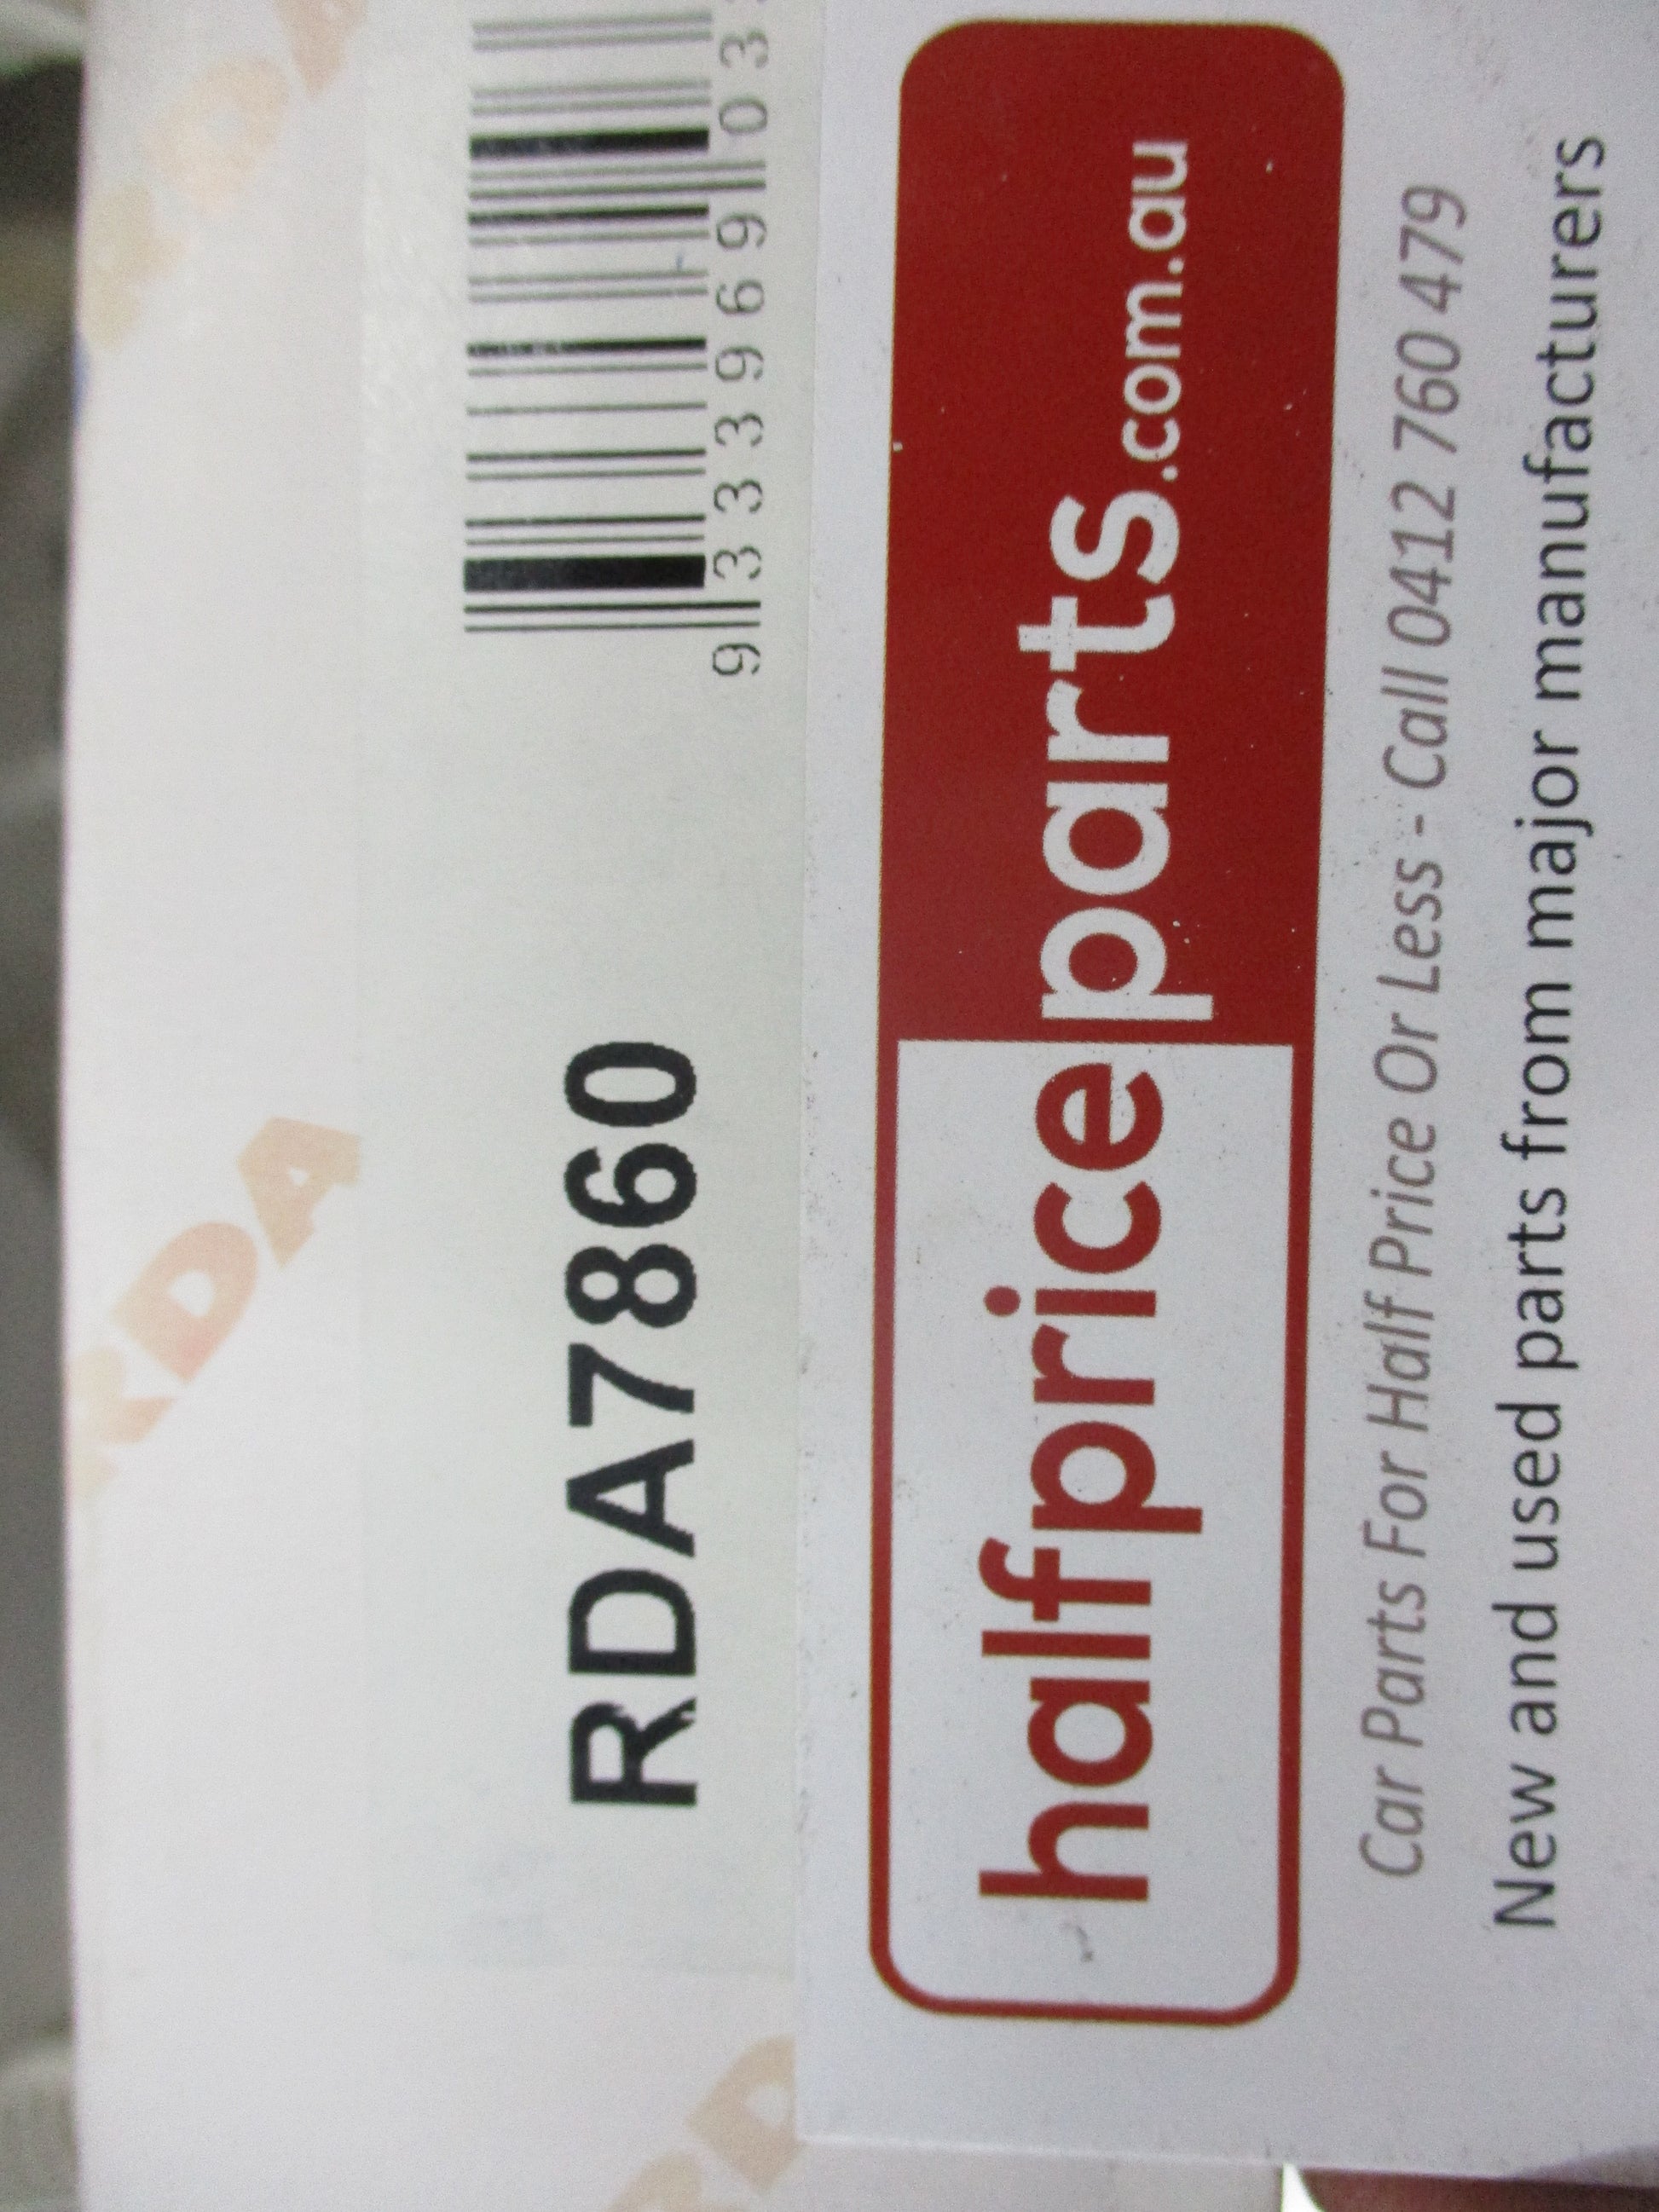 RDA
RDA7860
9 333969 03
halfpriceparts.com.au
Car Parts For Half Price Or Less - Call 0412 760 479
New and used parts from major manufacturers